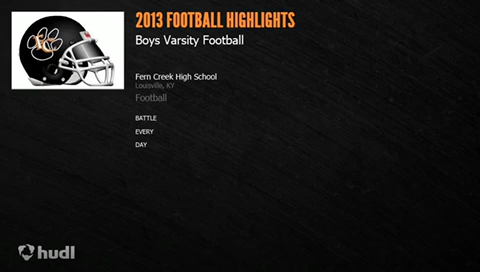 2013 FOOTBALL HIGHLIGHTS
Boys Varsity Football
Fern Creek High School
Louisville, KY
Football
BATTLE
EVERY
DAY
hudl